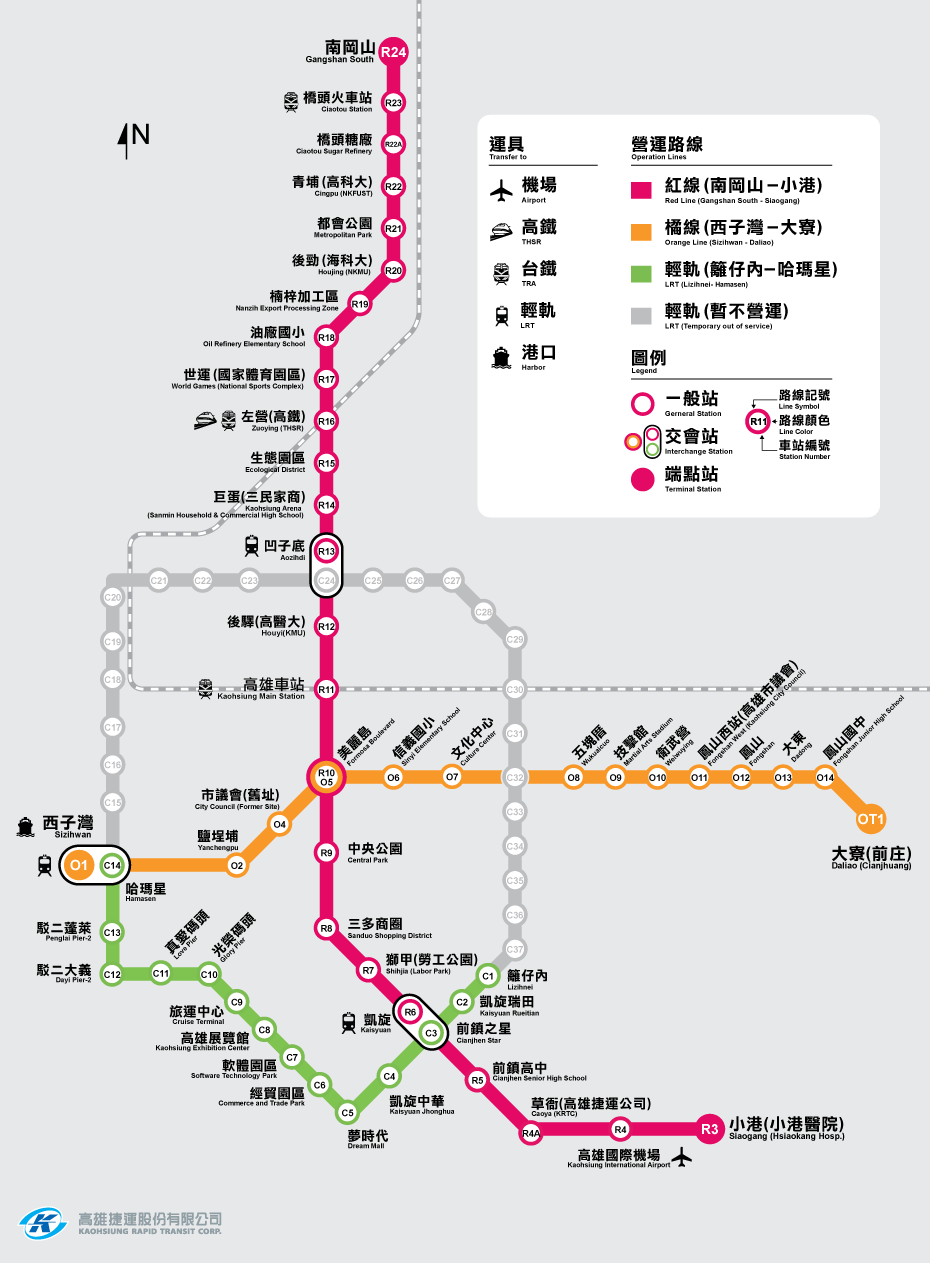 南岡山
Gangshan South
R24
橋頭火車站
Ciaotou Station
R23
橋頭糖廠
Ciaotou Sugar Refinery
R22A
青埔(高科大)
Cingpu (NKFUST)
R22
都會公園
Metropolitan Park
R21
後勁(海科大)
Houjing (NKMU)
R20
楠梓加工區
Nanzih Export Processing Zone
R19
油廠國小
Oil Refinery Elementary School
R18
世運(國家體育園區)
World Games (National Sports Complex)
R17
左營(高鐵)
Zuoying (THSR)
R16
生態園區
Ecological District
R15
巨蛋(三民家商)
Kaohsiung Arena
(Sanmin Household & Commercial High School)
R14
凹子底
Aozihdi
R13
N
運具
Transfer to
機場
Airport
高鐵
THSR
台鐵
TRA
輕軌
LRT
港口
Harbor
營運路線
Operation Lines
紅線(南岡山－小港)
Red Line (Gangshan South - Siaogang)
橘線(西子灣－大寮)
Orange Line (Sizihwan - Daliao)
輕軌(籬仔內－哈瑪星)
LRT (Lizihnei- Hamasen)
輕軌(暫不營運)
LRT (Temporary out of service)
圖例
Legend
一般站
Gerneral Station
交會站
Interchange Station
端點站
Terminal Station
R11
路線記號
Line Symbol
路線顏色
Line Color
車站編號
Station Number
C20
C21
C22
C23
C24
C25
C26
C27
C28
C29
C19
C18
C17
C16
C15
C30
C31
C32
C33
C34
C35
C36
C37
後驛(高醫大)
Houyi(KMU)
R12
高雄車站
Kaohsiung Main Station
R11
美麗島
Formosa Boulevard
R10
O5
信義國小
Sinyi Elementary School
O6
文化中心
Culture Center
O7
五塊厝
Wukuaicuo
O8
技擊館
Martial Arts Stadium
O9
衛武營
Weiwuying
O10
鳳山西站(高雄市議會)
Fongshan West (Kaohsiung City Council)
O11
鳳山
Fongshan
O12
大東
Dadong
O13
鳳山國中
Fongshan Junior High School
O14
OT1
大寮(前庄)
Daliao (Cianjhuang)
市議會(舊址)
City Council (Former Site)
O4
鹽埕埔
Yanchengpu
O2
西子灣
Sizihwan
O1
C14
哈瑪星
Hamasen
駁二蓬萊
Penglai Pier-2
C13
駁二大義
Dayi Pier-2
C12
真愛碼頭
Love Pier
C11
光榮碼頭
Glory Pier
C10
旅運中心
Cruise Terminal
C9
高雄展覽館
Kaohsiung Exhibition Center
C8
軟體園區
Software Technology Park
C7
經貿園區
Commerce and Trade Park
C6
夢時代
Dream Mall
C5
凱旋中華
Kaisyuan Jhonghua
C4
前鎮之星
Cianjhen Star
C3
凱旋瑞田
Kaisyuan Rueitian
C2
籬仔內
Lizihnei
C1
中央公園
Central Park
R9
三多商圈
Sanduo Shopping District
R8
獅甲(勞工公園)
Shihjia (Labor Park)
R7
凱旋
Kaisyuan
R6
前鎮高中
Cianjhen Senior High School
R5
草衙(高雄捷運公司)
Caoya (KRTC)
R4A
R4
高雄國際機場
Kaohsiung International Airport
R3
小港(小港醫院)
Siaogang (Hsiaokang Hosp.)
K
高雄捷運股份有限公司
KAOHSIUNG RAPID TRANSIT CORP.